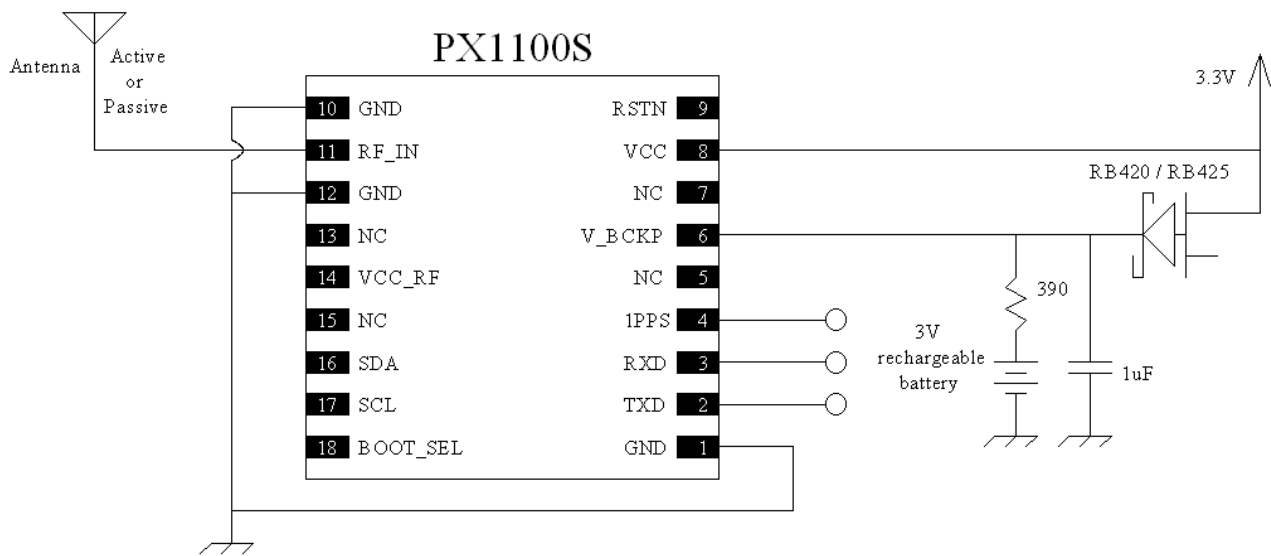 PX1100S
Antenna
Active
or
Passive
10 GND
11 RF_IN
12 GND
13 NC
14 VCC_RF
15 NC
16 SDA
17 SCL
18 BOOT_SEL
RSTN 9
VCC 8
NC 7
V_BCKP 6
NC 5
1PPS 4
RXD 3
TXD 2
GND 1
3.3V
RB420 / RB425
390
3V
rechargeable
battery
1uF